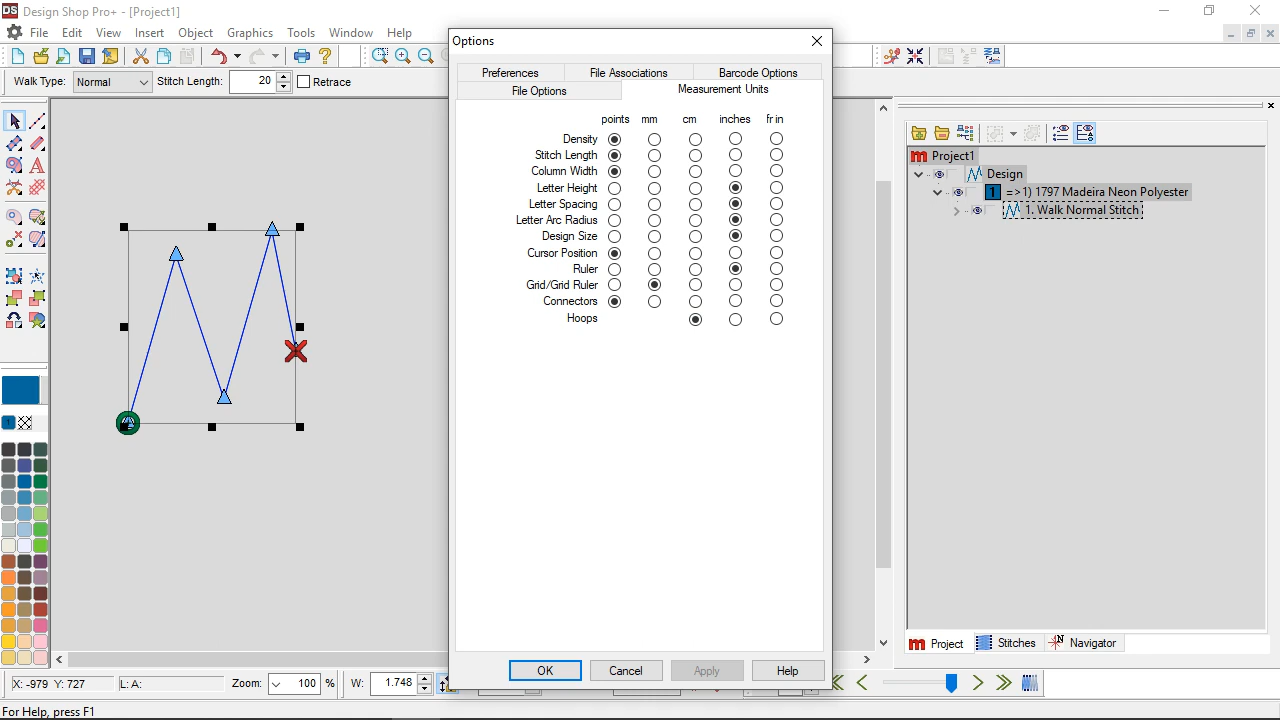 DS Design Shop Pro+ - [Project1]
File Edit View Insert Object Graphics Tools Window Help
Walk Type: Normal Stitch Length: 20 Retrace
Options
Preferences File Associations Barcode Options
File Options Measurement Units
points mm cm inches fr in
Density
Stitch Length
Column Width
Letter Height
Letter Spacing
Letter Arc Radius
Design Size
Cursor Position
Ruler
Grid/Grid Ruler
Connectors
Hoops
OK Cancel Apply Help
Project1
Design
1 =>1) 1797 Madeira Neon Polyester
1. Walk Normal Stitch
Project Stitches Navigator
X: -979 Y: 727 L: A: Zoom: 100 % W: 1.748
For Help, press F1